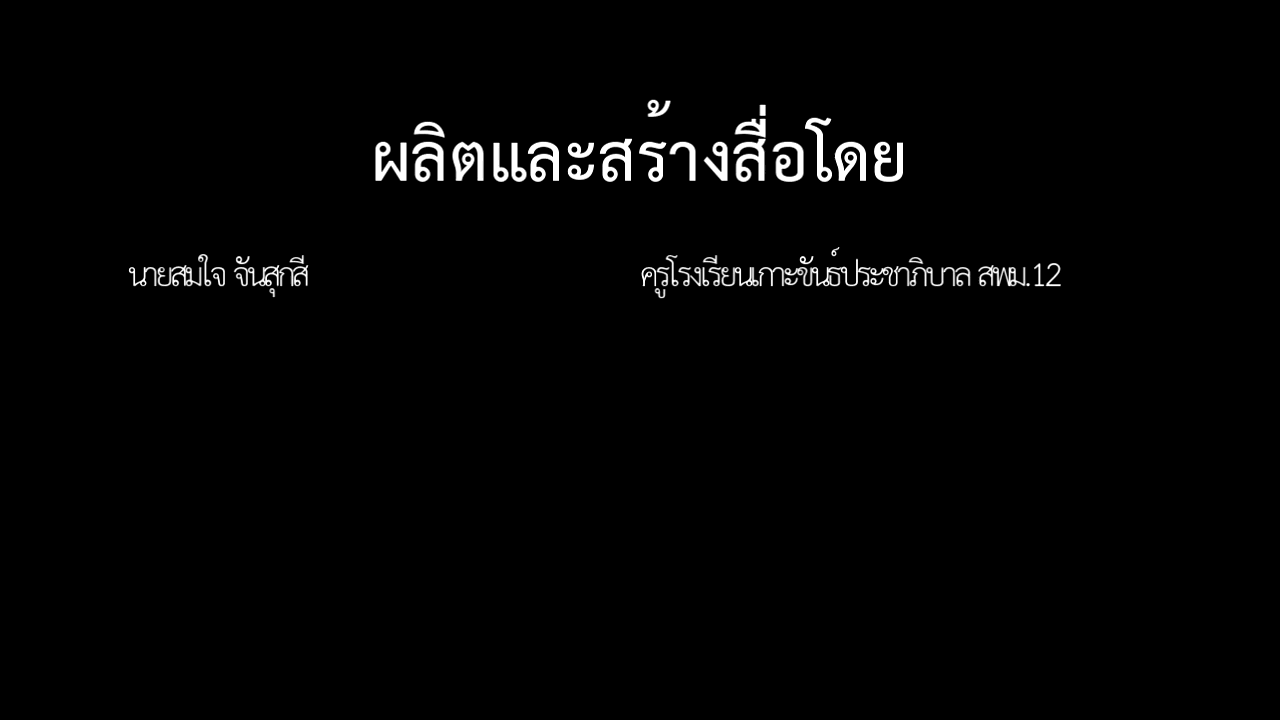 ผลิตและสร้างสื่อโดย
นายสมใจ จันสุกสี ครูโรงเรียนเกาะขันธ์ประชาภิบาล สพม.12